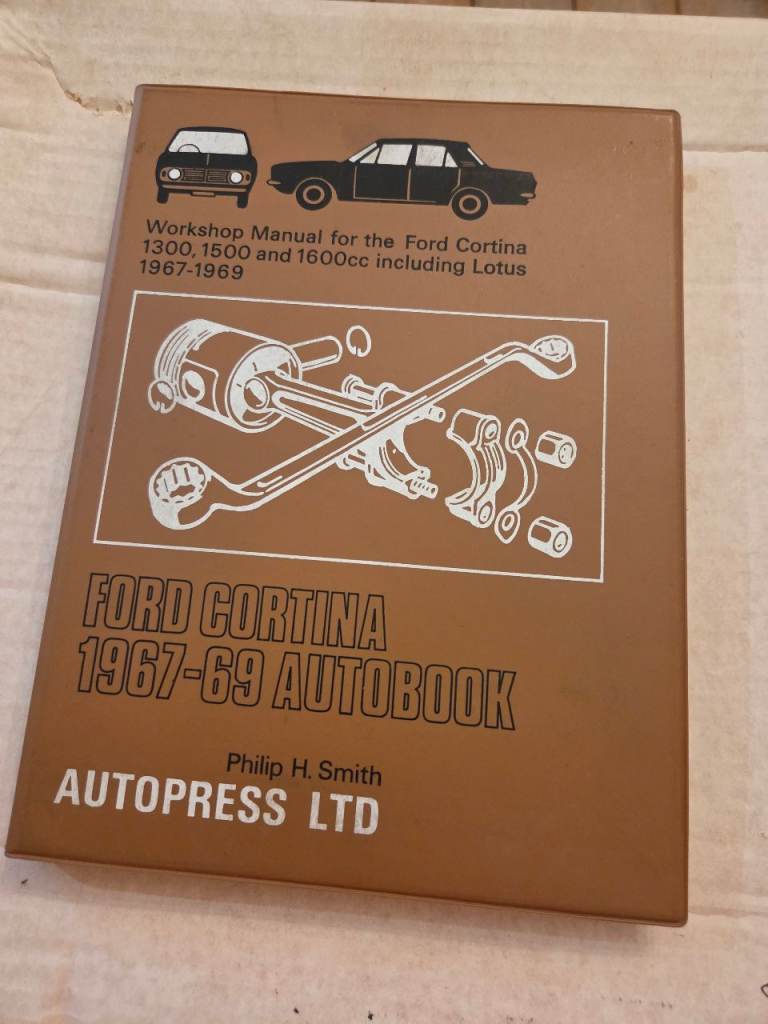 Workshop Manual for the Ford Cortina
1300, 1500 and 1600cc including Lotus
1967-1969
FORD CORTINA
1967-69 AUTOBOOK
Philip H. Smith
AUTOPRESS LTD